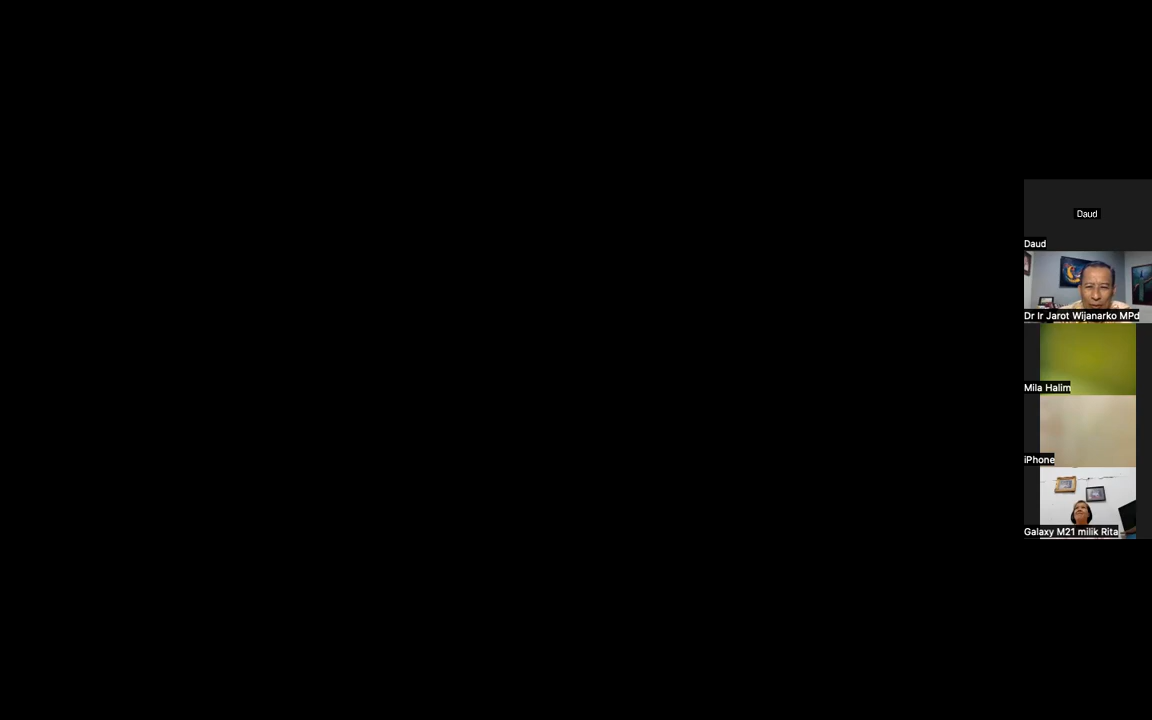 Daud
Daud
Dr Ir Jarot Wijanarko MPd
Mila Halim
iPhone
Galaxy M21 milik Rita